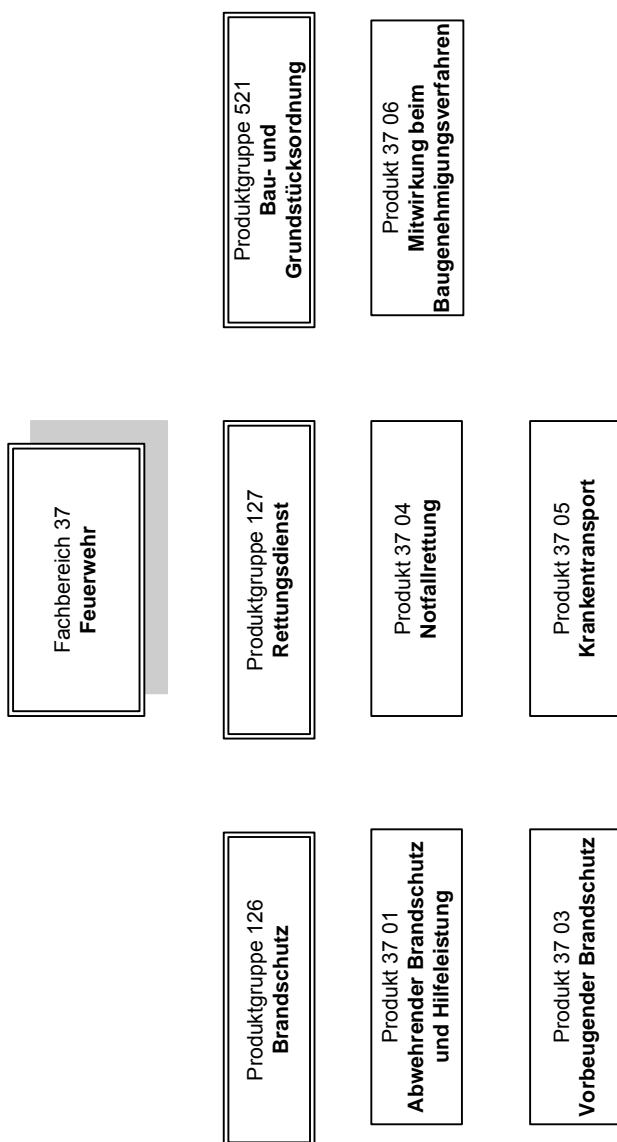 Fachbereich 37
Feuerwehr
Produktgruppe 126
Brandschutz
Produktgruppe 127
Rettungsdienst
Produktgruppe 521
Bau- und
Grundstücksordnung
Produkt 37 01
Abwehrender Brandschutz
und Hilfeleistung
Produkt 37 04
Notfallrettung
Produkt 37 06
Mitwirkung beim
Baugenehmigungsverfahren
Produkt 37 03
Vorbeugender Brandschutz
Produkt 37 05
Krankentransport